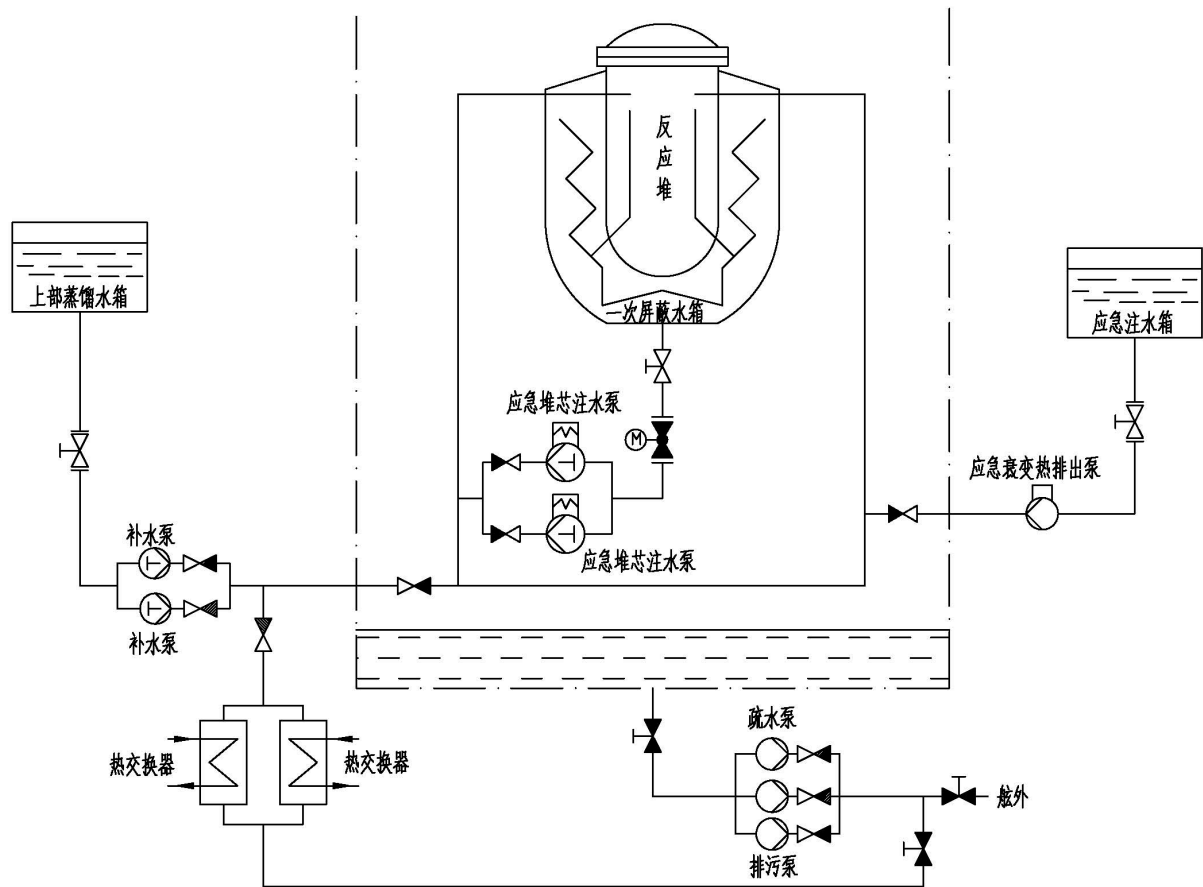 反应堆
上部蒸馏水箱
一次屏蔽水箱
应急注水箱
应急堆芯注水泵
M
应急衰变热排出泵
应急堆芯注水泵
补水泵
补水泵
疏水泵
热交换器
热交换器
舷外
排污泵